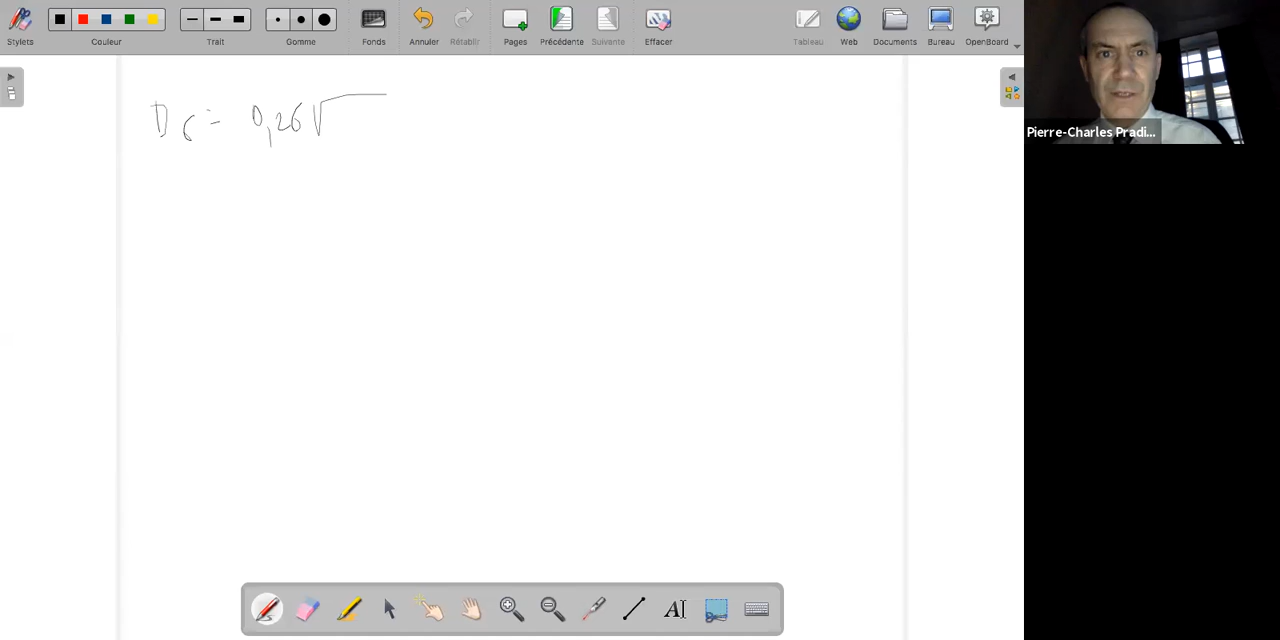 Stylets Couleur Trait Gomme Fonds Annuler Rétablir Pages Précédente Suivante Effacer Tableau Web Documents Bureau OpenBoard
D6 = 0,26√
Pierre-Charles Pradi...
A